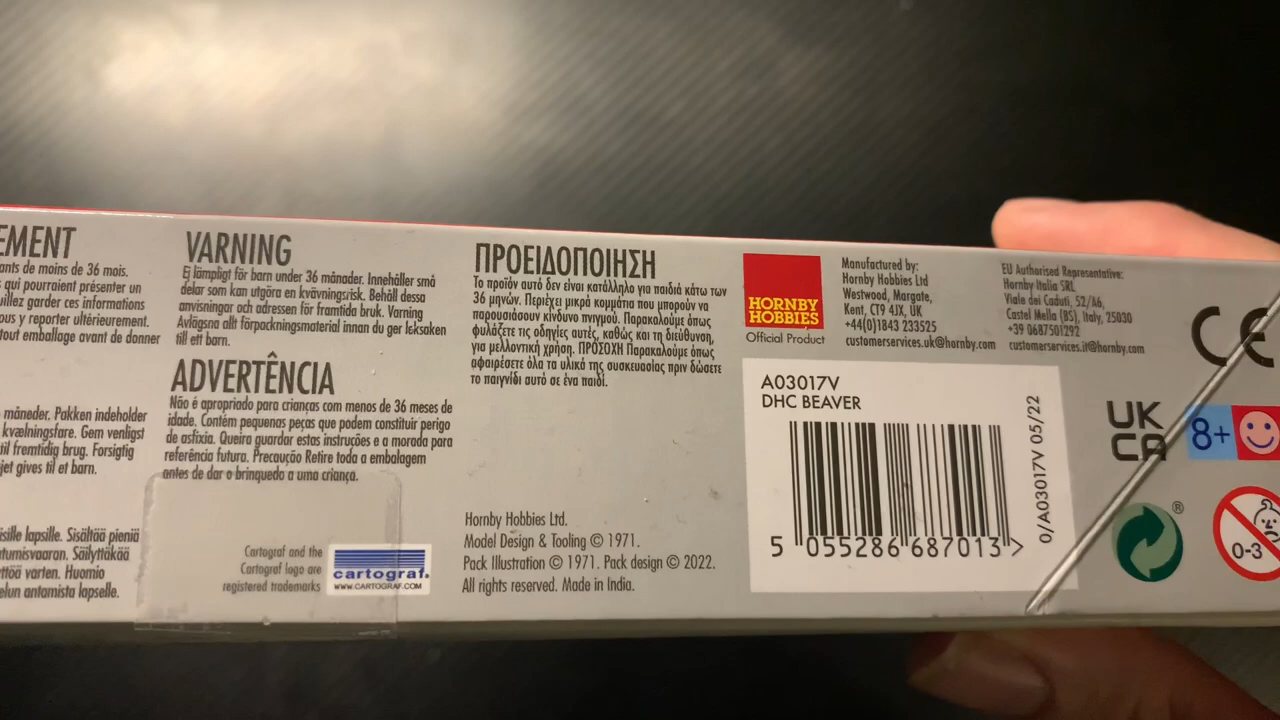 EMENT
ants de moins de 36 mois.
qui pourraient présenter un
uillez garder ces informations
ous y reporter ultérieurement.
tout emballage avant de donner
måneder. Pakken indeholder
kvælningsfare. Gem venligst
til fremtidig brug. Forsigtig
jet gives til et barn.
isille lapsille. Sisältää pieniä
tumisvaaran. Säilyttäkää
ttöä varten. Huomio
elun antamista lapselle.
VARNING
Ej lämpligt för barn under 36 månader. Innehåller små
delar som kan utgöra en kvävningsrisk. Behåll dessa
anvisningar och adressen för framtida bruk. Varning
Avlägsna allt förpackningsmaterial innan du ger leksaken
till ett barn.
ADVERTÊNCIA
Não é apropriado para crianças com menos de 36 meses de
idade. Contém pequenas peças que podem constituir perigo
de asfixia. Queira guardar estas instruções e a morada para
referência futura. Precaução Retire toda a embalagem
antes de dar o brinquedo a uma criança.
Cartograf and the
Cartograf logo are
registered trademarks
cartograf®
WWW.CARTOGRAF.COM
ΠΡΟΕΙΔΟΠΟΙΗΣΗ
Το προϊόν αυτό δεν είναι κατάλληλο για παιδιά κάτω των
36 μηνών. Περιέχει μικρά κομμάτια που μπορούν να
παρουσιάσουν κίνδυνο πνιγμού. Παρακαλούμε όπως
φυλάξετε τις οδηγίες αυτές, καθώς και τη διεύθυνση,
για μελλοντική χρήση. ΠΡΟΣΟΧΗ Παρακαλούμε όπως
αφαιρέσετε όλα τα υλικά της συσκευασίας πριν δώσετε
το παιγνίδι αυτό σε ένα παιδί.
Hornby Hobbies Ltd.
Model Design & Tooling © 1971.
Pack Illustration © 1971. Pack design © 2022.
All rights reserved. Made in India.
HORNBY
HOBBIES
Official Product
Manufactured by:
Hornby Hobbies Ltd
Westwood, Margate,
Kent, CT9 4JX, UK
+44(0)1843 233525
customerservices.uk@hornby.com
EU Authorised Representative:
Hornby Italia SRL
Viale dei Caduti, 52/A6,
Castel Mella (BS), Italy, 25030
+39 0687501292
customerservices.it@hornby.com
A03017V
DHC BEAVER
5 055286 687013 >
0/A03017V 05/22
CE
UK
CA
8+
®
0-3